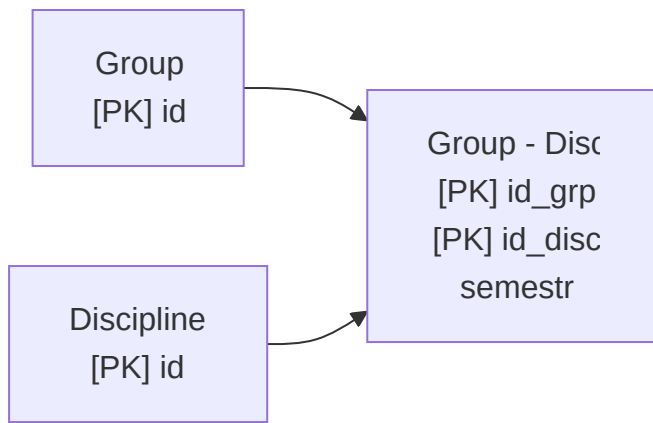 Group
[PK] id
Group - Disc
[PK] id_grp
[PK] id_disc
semestr
Discipline
[PK] id